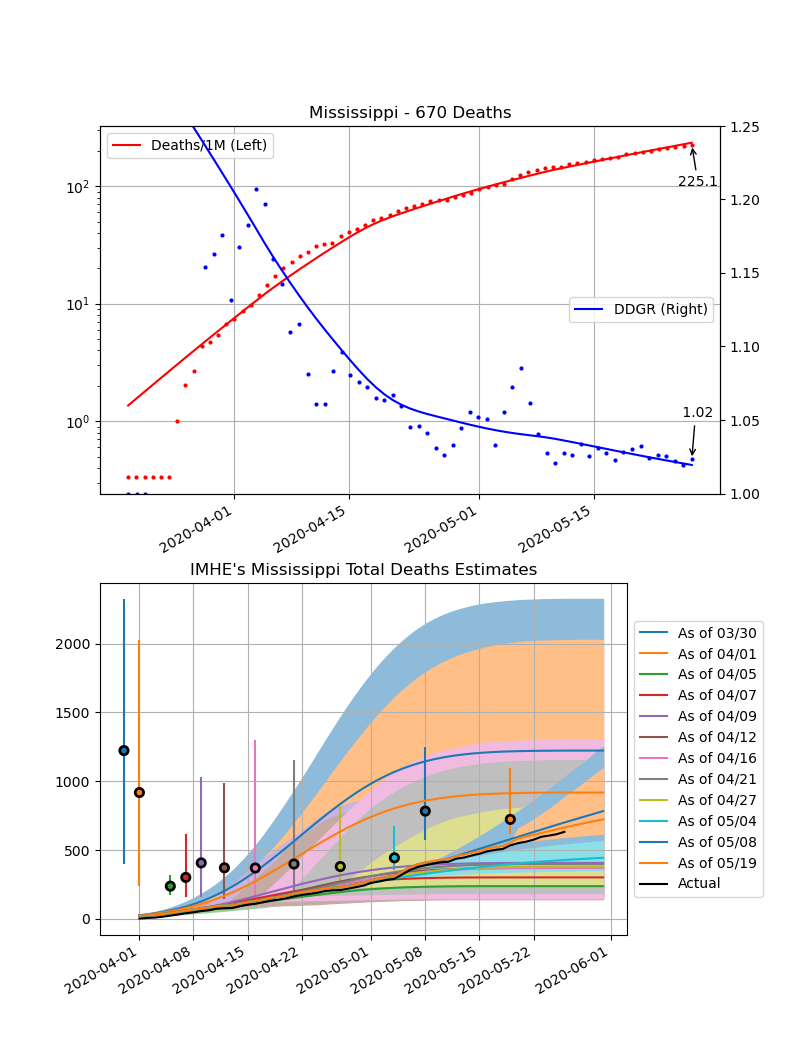 Mississippi - 670 Deaths
Deaths/1M (Left)
DDGR (Right)
225.1
1.02
10²
10¹
10⁰
1.25
1.20
1.15
1.10
1.05
1.00
2020-04-01
2020-04-15
2020-05-01
2020-05-15
IMHE's Mississippi Total Deaths Estimates
2000
1500
1000
500
0
2020-04-01
2020-04-08
2020-04-15
2020-04-22
2020-05-01
2020-05-08
2020-05-15
2020-05-22
2020-06-01
As of 03/30
As of 04/01
As of 04/05
As of 04/07
As of 04/09
As of 04/12
As of 04/16
As of 04/21
As of 04/27
As of 05/04
As of 05/08
As of 05/19
Actual